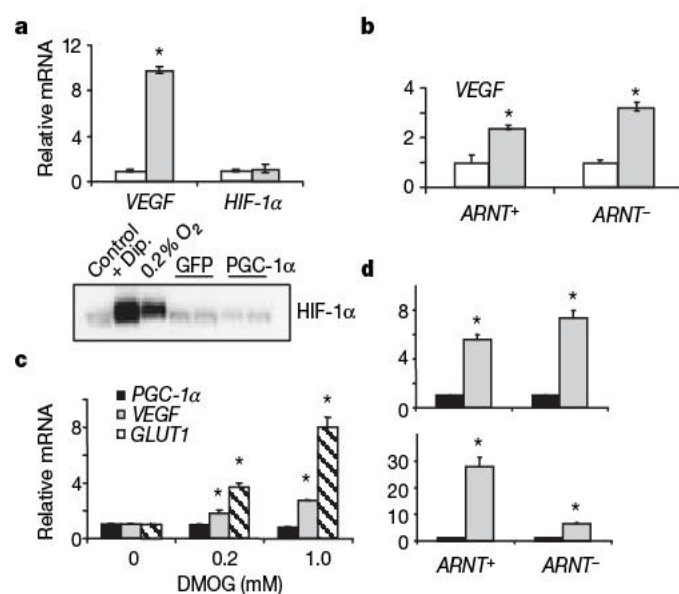 a
Relative mRNA
12
8
4
0
*
VEGF HIF-1α
Control
+ Dip.
0.2% O2
GFP PGC-1α
HIF-1α
b
VEGF
4
2
0
* *
ARNT+ ARNT–
c
PGC-1α
VEGF
GLUT1
Relative mRNA
8
4
0
* * * *
0 0.2 1.0
DMOG (mM)
d
8
4
0
* *
30
20
10
0
* *
ARNT+ ARNT–